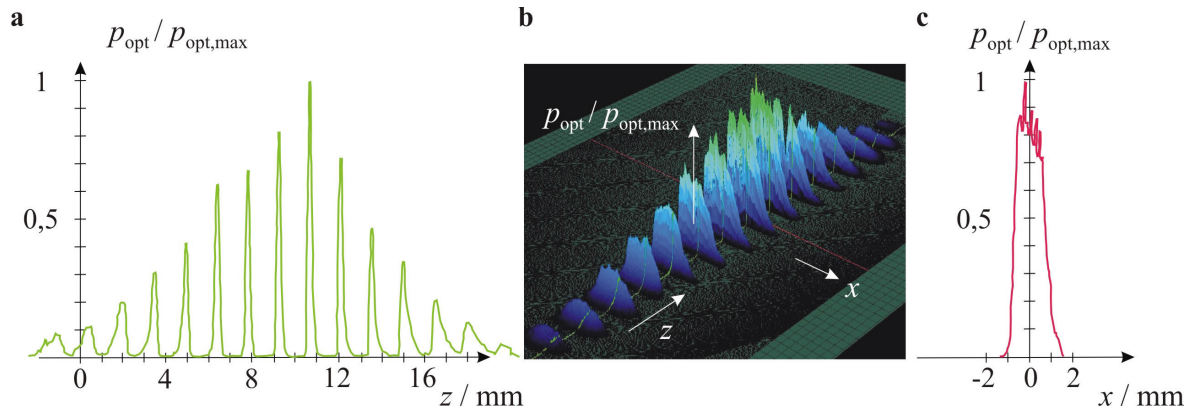 a
p_opt / p_opt,max
1
0,5
0 4 8 12 16
z / mm
b
p_opt / p_opt,max
x
z
c
p_opt / p_opt,max
1
0,5
-2 0 2
x / mm